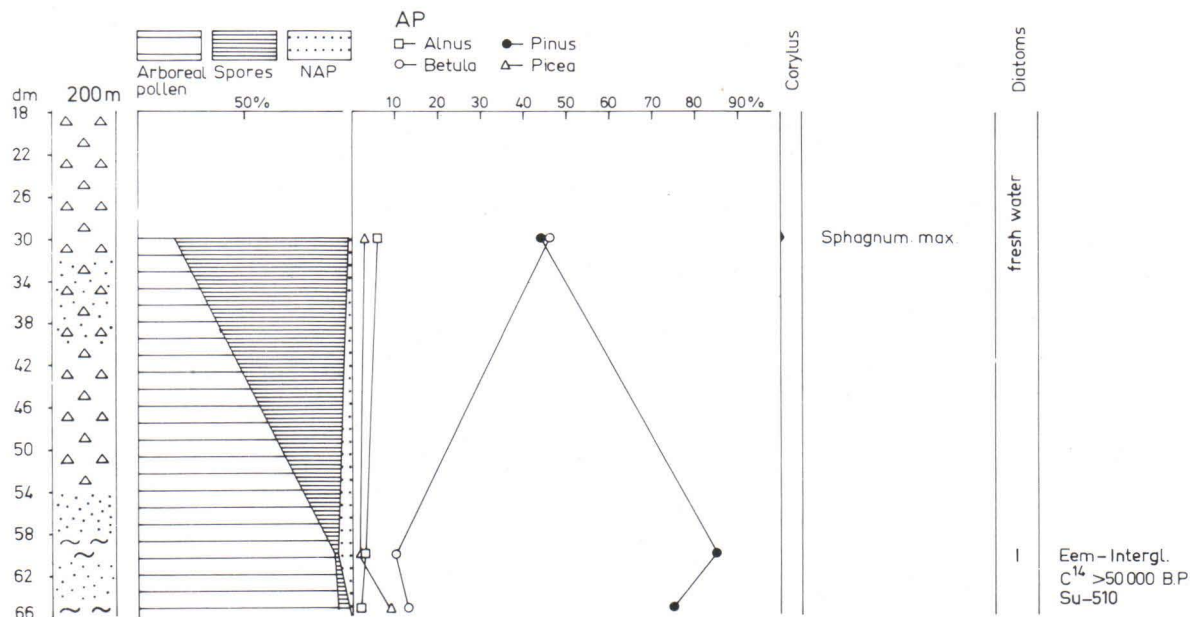 AP
Alnus
Pinus
Betula
Picea
Arboreal pollen
Spores
NAP
Corylus
Diatoms
dm
200 m
50%
10 20 30 40 50 60 70 80 90%
18
22
26
30
34
38
42
46
50
54
58
62
66
Sphagnum. max.
fresh water
I
Eem-Intergl.
C¹⁴ >50 000 B.P
Su-510